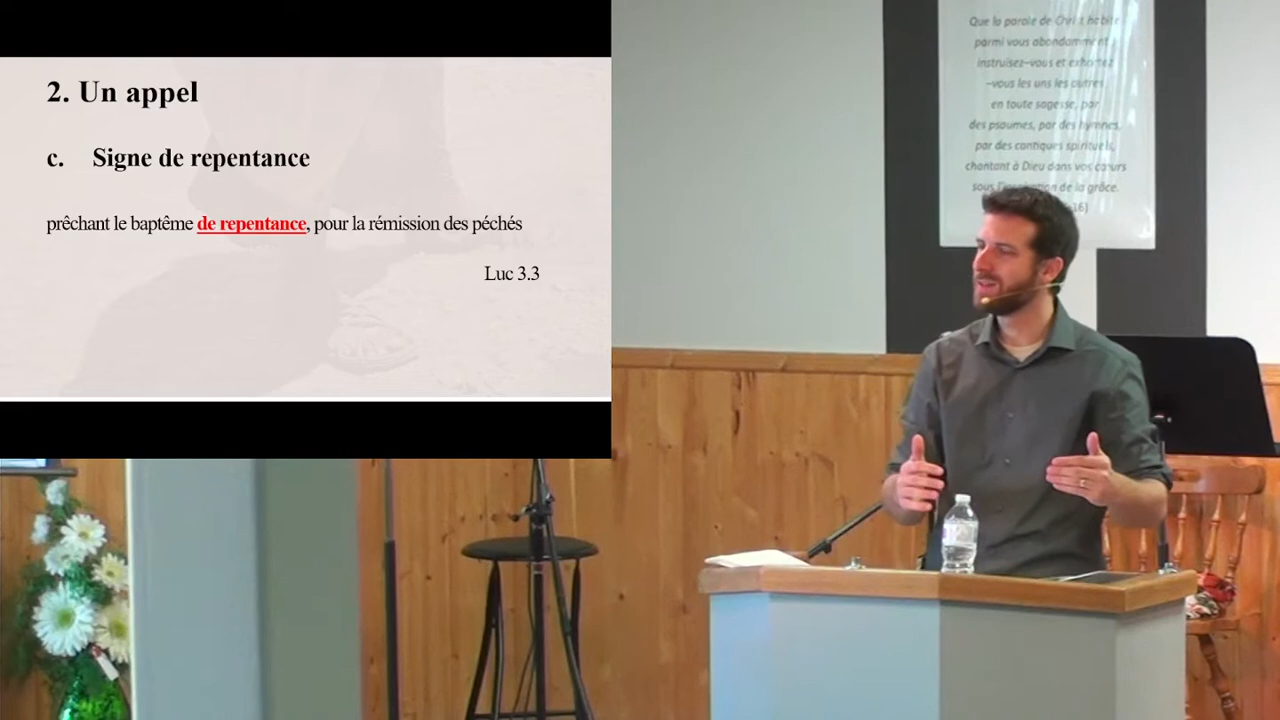 2. Un appel
c. Signe de repentance
prêchant le baptême de repentance, pour la rémission des péchés
Luc 3.3
Que la parole de Christ habite
parmi vous abondamment
instruisez-vous et exhortez
-vous les uns les autres
en toute sagesse, par
des psaumes, par des hymnes,
par des cantiques spirituels,
chantant à Dieu dans vos cœurs
sous l'inspiration de la grâce.
16)